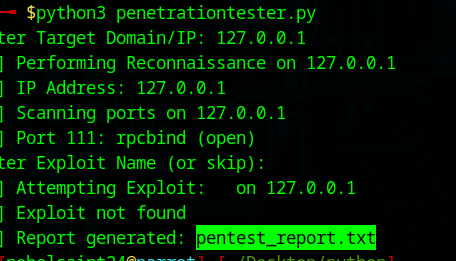 $python3 penetrationtester.py
ter Target Domain/IP: 127.0.0.1
] Performing Reconnaissance on 127.0.0.1
] IP Address: 127.0.0.1
] Scanning ports on 127.0.0.1
] Port 111: rpcbind (open)
ter Exploit Name (or skip):
] Attempting Exploit:   on 127.0.0.1
] Exploit not found
] Report generated: pentest_report.txt